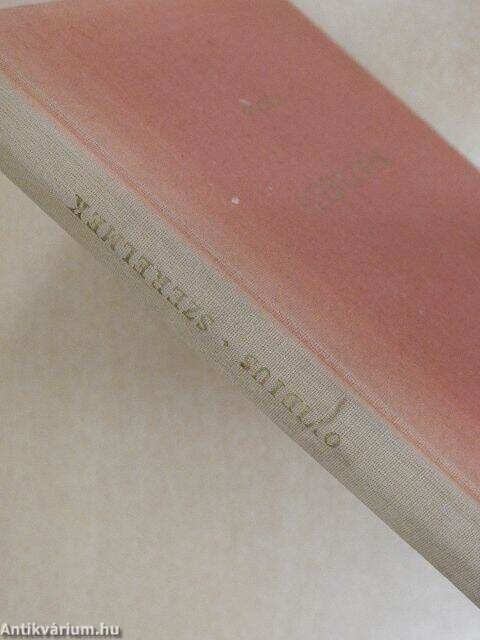 OVIDIUS · SZERELMEK
Antikvárium.hu